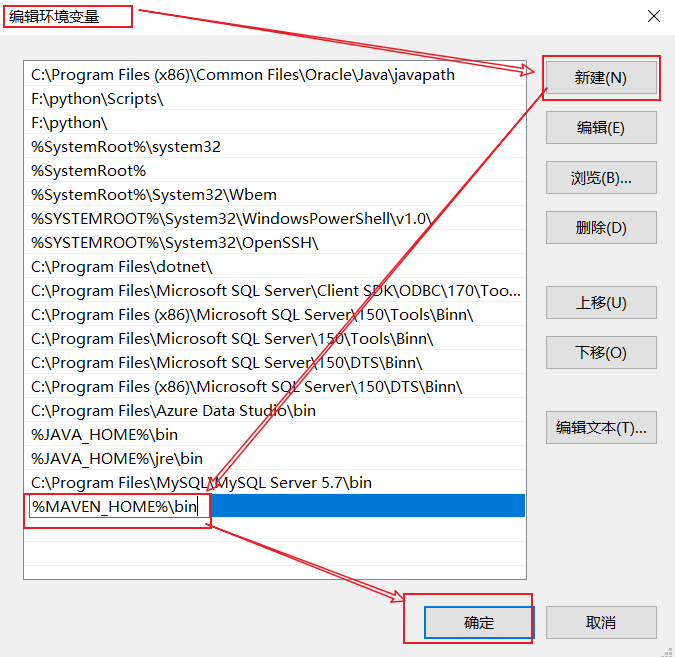 编辑环境变量
C:\Program Files (x86)\Common Files\Oracle\Java\javapath
F:\python\Scripts\
F:\python\
%SystemRoot%\system32
%SystemRoot%
%SystemRoot%\System32\Wbem
%SYSTEMROOT%\System32\WindowsPowerShell\v1.0\
%SYSTEMROOT%\System32\OpenSSH\
C:\Program Files\dotnet\
C:\Program Files\Microsoft SQL Server\Client SDK\ODBC\170\Too...
C:\Program Files (x86)\Microsoft SQL Server\150\Tools\Binn\
C:\Program Files\Microsoft SQL Server\150\Tools\Binn\
C:\Program Files\Microsoft SQL Server\150\DTS\Binn\
C:\Program Files (x86)\Microsoft SQL Server\150\DTS\Binn\
C:\Program Files\Azure Data Studio\bin
%JAVA_HOME%\bin
%JAVA_HOME%\jre\bin
C:\Program Files\MySQL\MySQL Server 5.7\bin
%MAVEN_HOME%\bin
新建(N)
编辑(E)
浏览(B)...
删除(D)
上移(U)
下移(O)
编辑文本(T)...
确定
取消